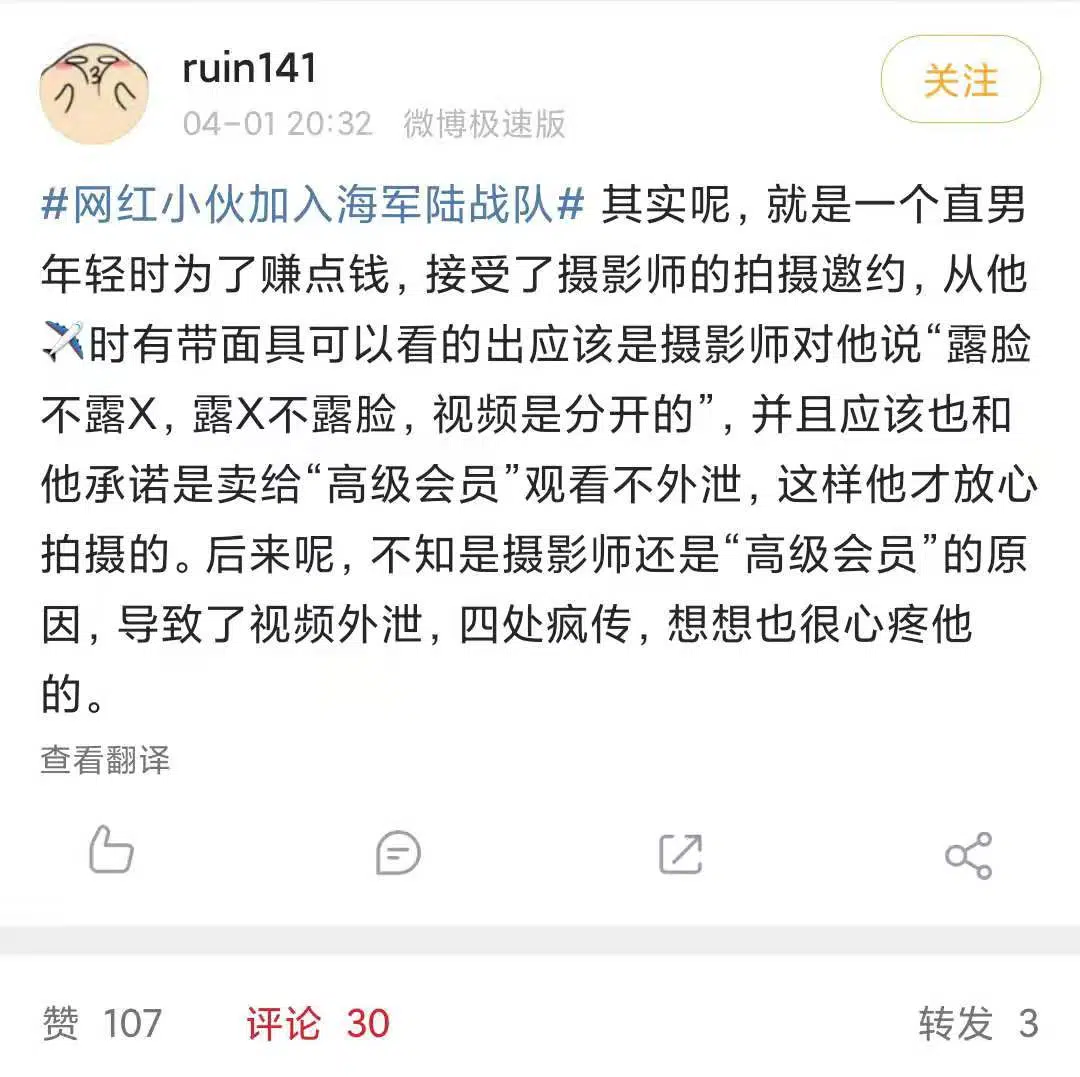 ruin141
关注
04-01 20:32 微博极速版
#网红小伙加入海军陆战队# 其实呢，就是一个直男
年轻时为了赚点钱，接受了摄影师的拍摄邀约，从他
✈️时有带面具可以看的出应该是摄影师对他说“露脸
不露X，露X不露脸，视频是分开的”，并且应该也和
他承诺是卖给“高级会员”观看不外泄，这样他才放心
拍摄的。后来呢，不知是摄影师还是“高级会员”的原
因，导致了视频外泄，四处疯传，想想也很心疼他
的。
查看翻译
赞 107 评论 30 转发 3